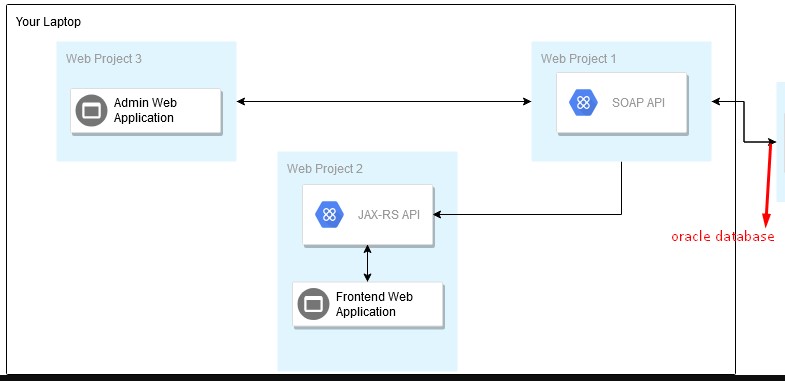 Your Laptop
Web Project 3
Admin Web
Application
Web Project 1
SOAP API
Web Project 2
JAX-RS API
Frontend Web
Application
oracle database